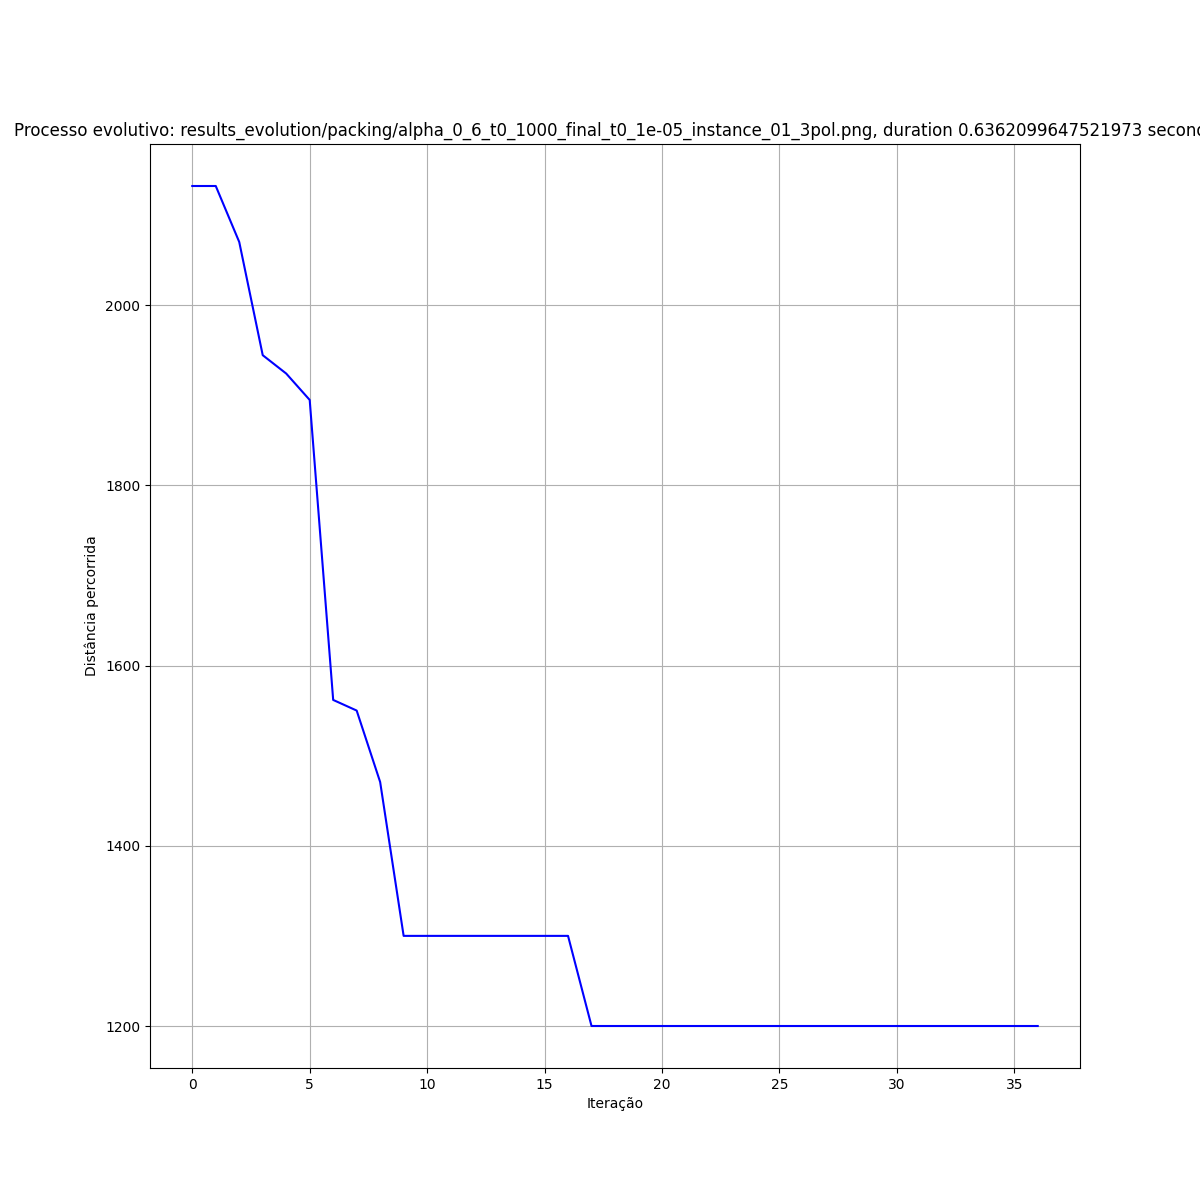 Processo evolutivo: results_evolution/packing/alpha_0_6_t0_1000_final_t0_1e-05_instance_01_3pol.png, duration 0.6362099647521973 secon
2000
1800
1600
1400
1200
Distância percorrida
0 5 10 15 20 25 30 35
Iteração